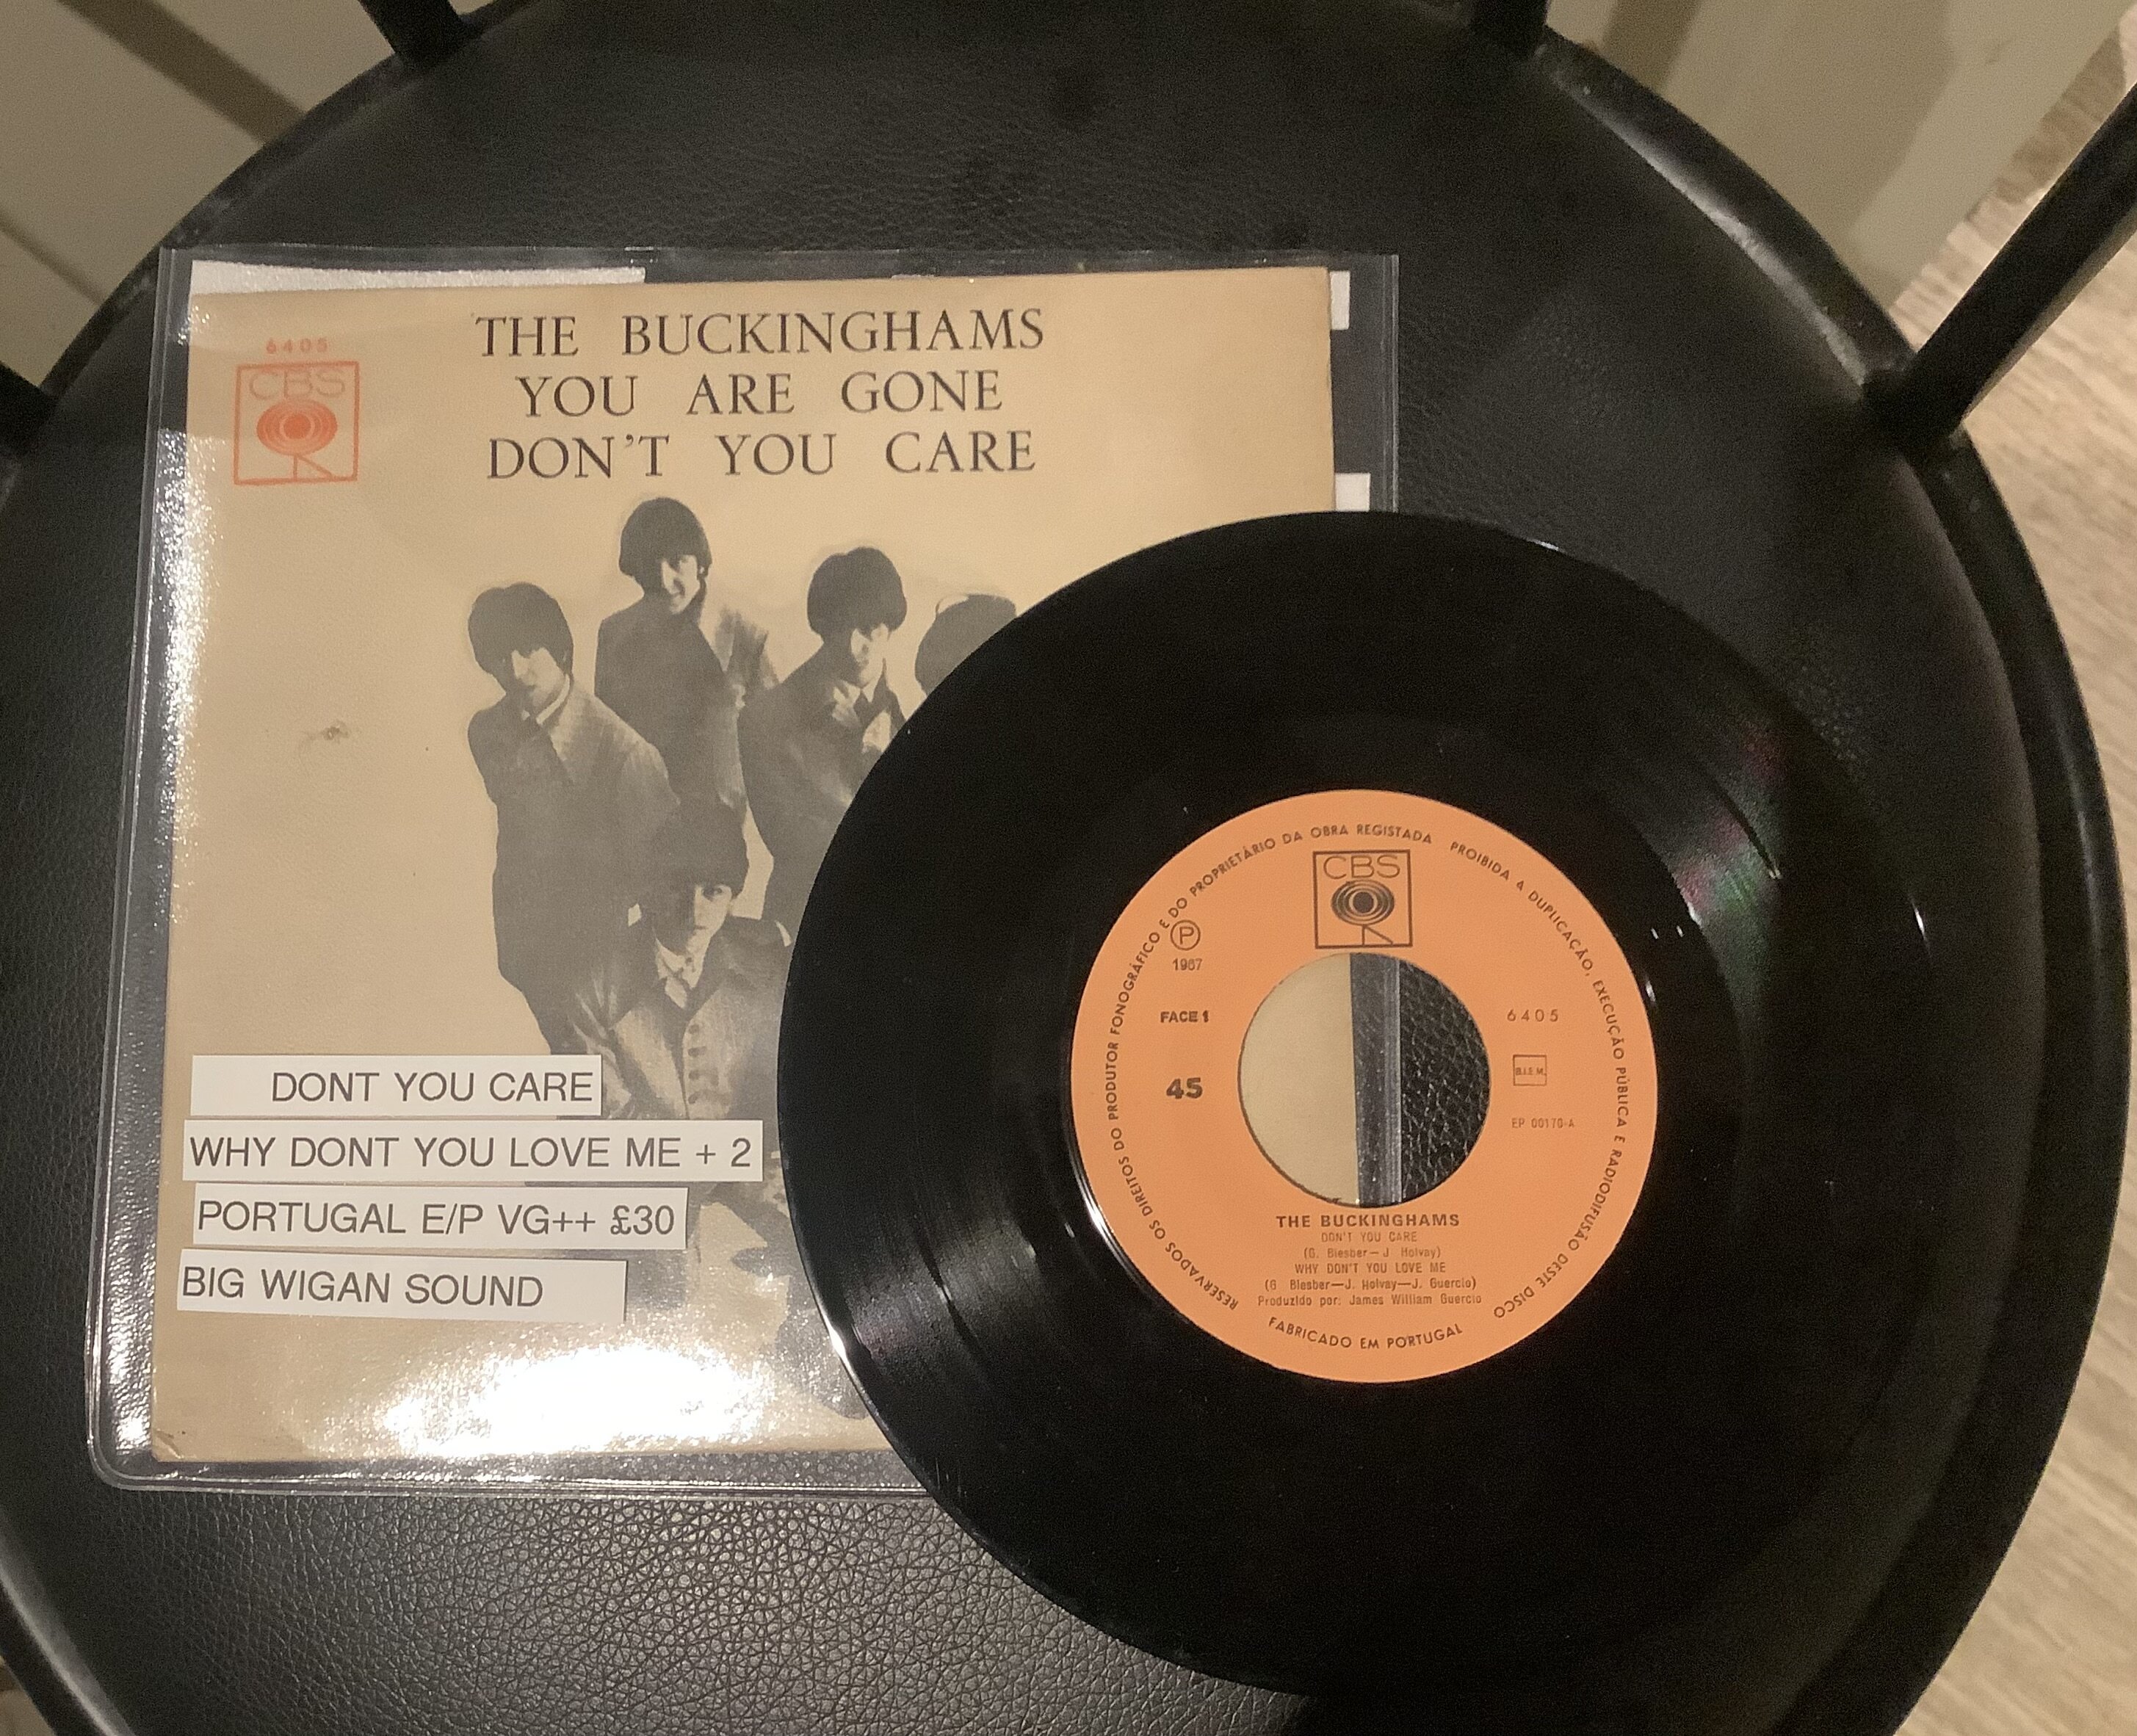 6405
CBS
THE BUCKINGHAMS
YOU ARE GONE
DON'T YOU CARE
DONT YOU CARE
WHY DONT YOU LOVE ME + 2
PORTUGAL E/P VG++ £30
BIG WIGAN SOUND
RESERVADOS OS DIREITOS DO PRODUTOR FONOGRÁFICO E DO PROPRIETÁRIO DA OBRA REGISTADA PROIBIDA A DUPLICAÇÃO, EXECUÇÃO PÚBLICA E RADIODIFUSÃO DESTE DISCO
CBS
P
1967
FACE 1
6405
45
B.I.E.M.
EP 00170-A
THE BUCKINGHAMS
DON'T YOU CARE
(G. Biesber—J Holvay)
WHY DON'T YOU LOVE ME
(G Biesber—J. Holvay—J. Guercio)
Produzido por: James William Guercio
FABRICADO EM PORTUGAL